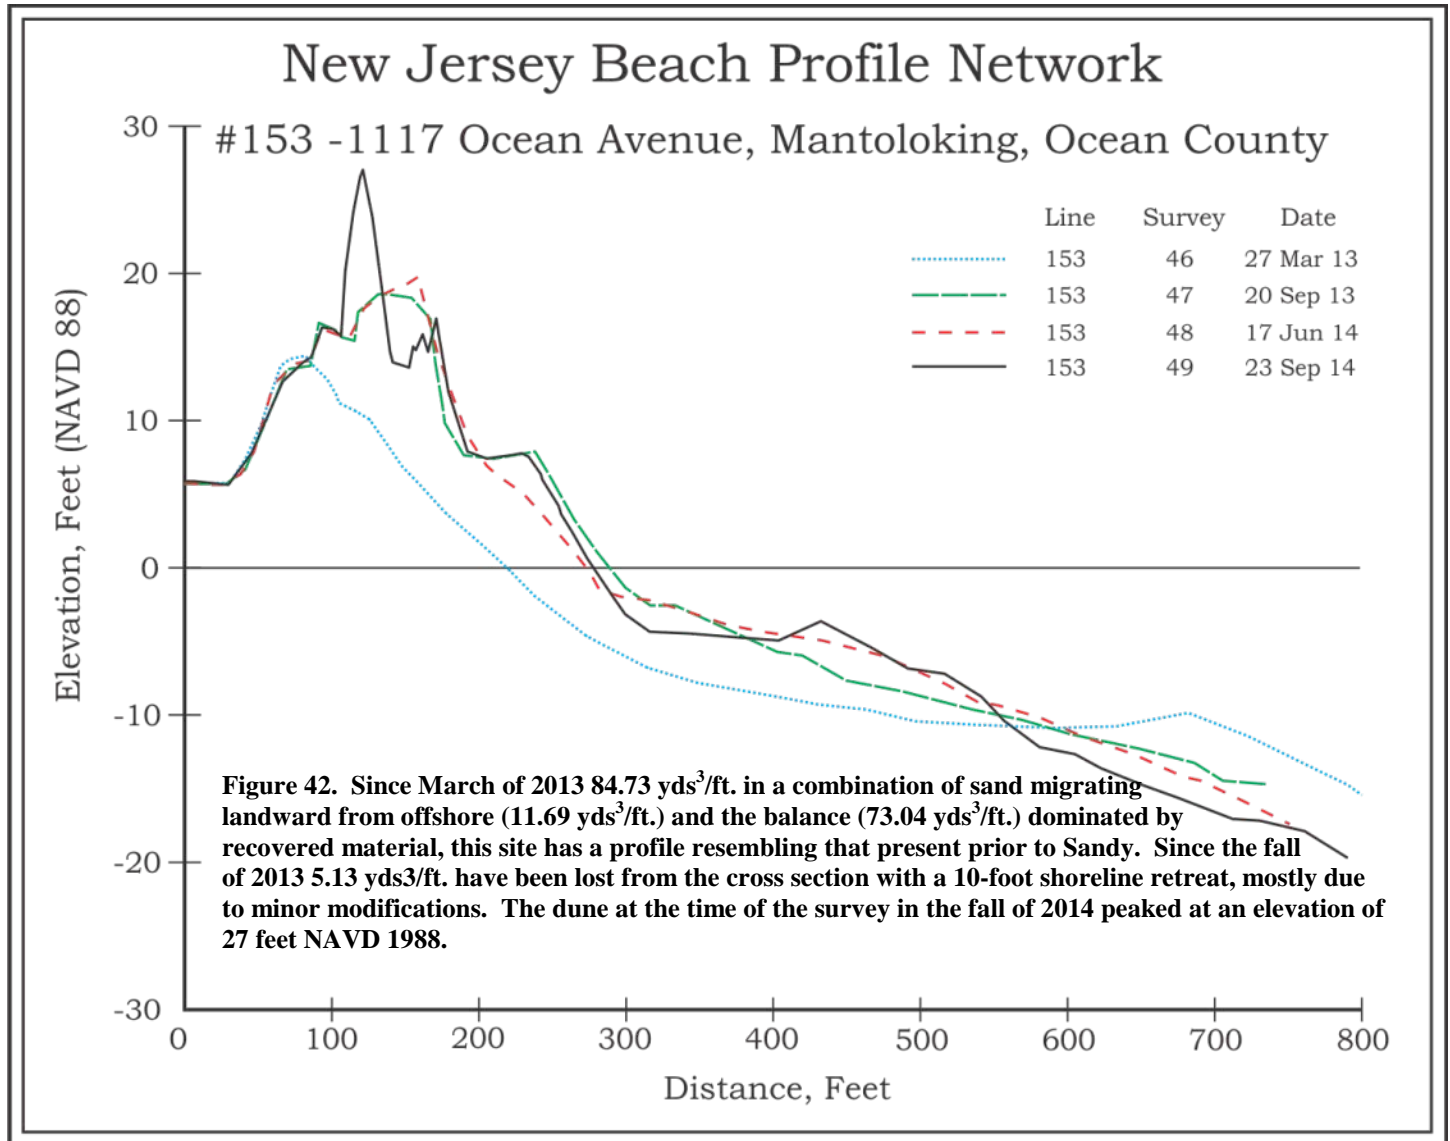 New Jersey Beach Profile Network
#153 -1117 Ocean Avenue, Mantoloking, Ocean County
Line Survey Date
153 46 27 Mar 13
153 47 20 Sep 13
153 48 17 Jun 14
153 49 23 Sep 14
Elevation, Feet (NAVD 88)
30
20
10
0
-10
-20
-30
Figure 42. Since March of 2013 84.73 yds³/ft. in a combination of sand migrating
landward from offshore (11.69 yds³/ft.) and the balance (73.04 yds³/ft.) dominated by
recovered material, this site has a profile resembling that present prior to Sandy. Since the fall
of 2013 5.13 yds3/ft. have been lost from the cross section with a 10-foot shoreline retreat, mostly due
to minor modifications. The dune at the time of the survey in the fall of 2014 peaked at an elevation of
27 feet NAVD 1988.
0 100 200 300 400 500 600 700 800
Distance, Feet